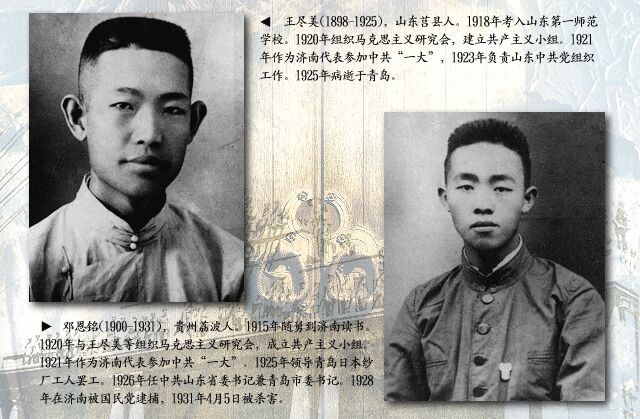 ◀ 王尽美(1898-1925)，山东莒县人。1918年考入山东第一师范
学校。1920年组织马克思主义研究会，建立共产主义小组。1921
年作为济南代表参加中共“一大”，1923年负责山东中共党组织
工作。1925年病逝于青岛。
▶ 邓恩铭(1900-1931)，贵州荔波人。1915年随舅到济南读书。
1920年与王尽美等组织马克思主义研究会，成立共产主义小组。
1921年作为济南代表参加中共“一大”。1925年领导青岛日本纱
厂工人罢工。1926年任中共山东省委书记兼青岛市委书记。1928
年在济南被国民党逮捕，1931年4月5日被杀害。